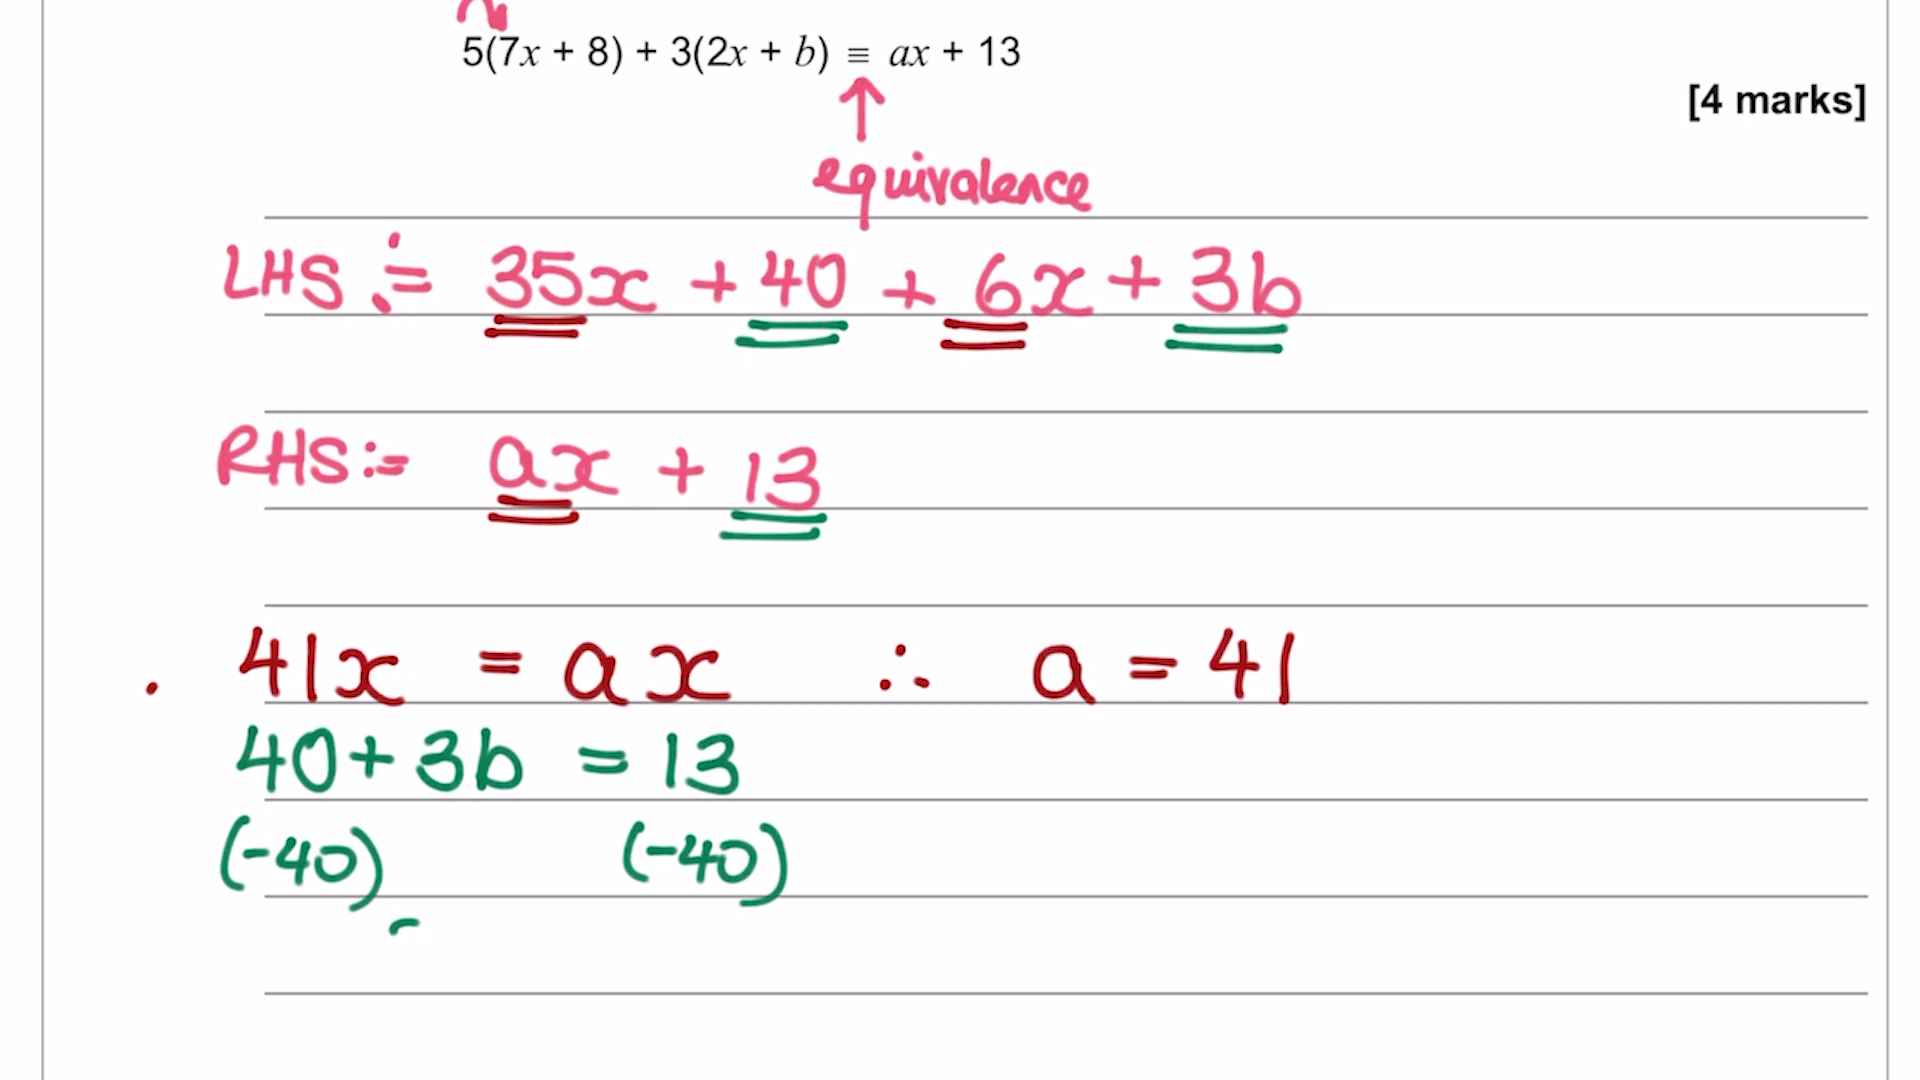 5(7x + 8) + 3(2x + b) ≡ ax + 13
[4 marks]
equivalence
LHS := 35x + 40 + 6x + 3b
RHS := ax + 13
41x = ax ∴ a = 41
40 + 3b = 13
(-40) (-40)